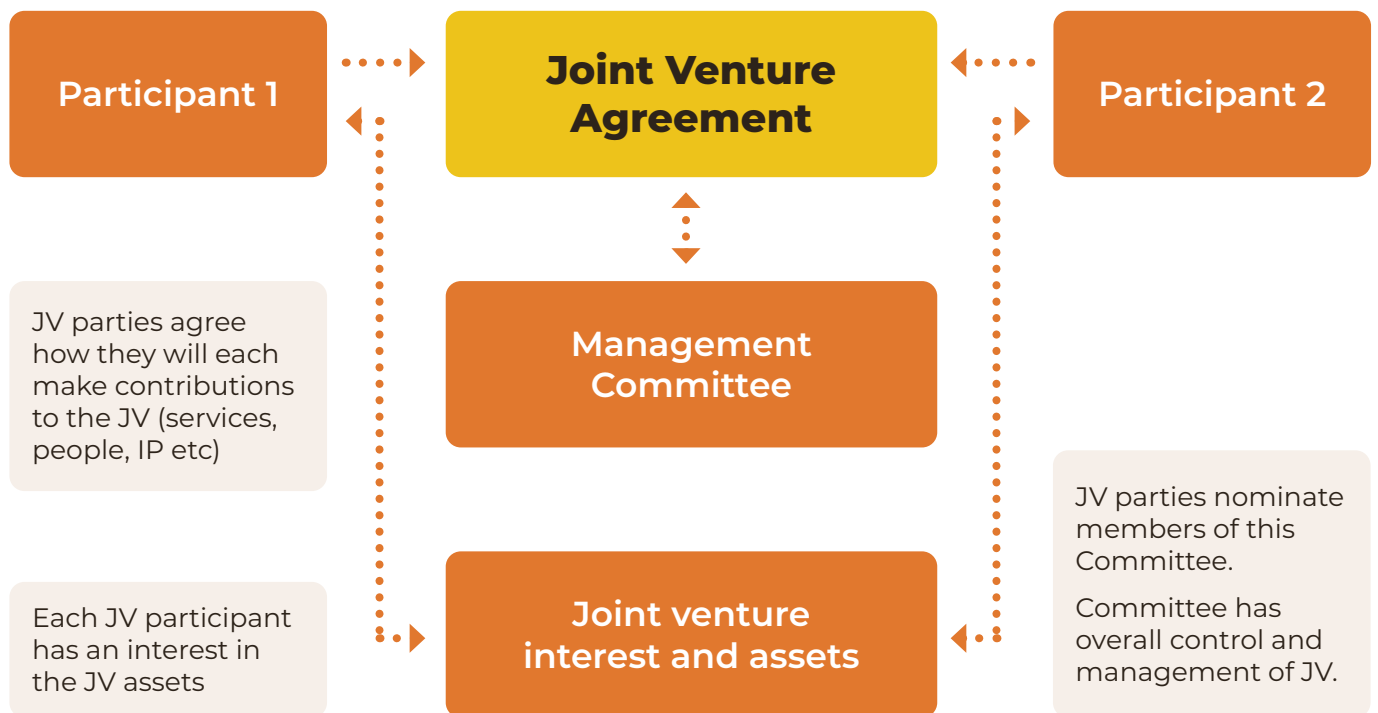 Participant 1
Joint Venture
Agreement
Participant 2
JV parties agree
how they will each
make contributions
to the JV (services,
people, IP etc)
Management
Committee
JV parties nominate
members of this
Committee.
Committee has
overall control and
management of JV.
Each JV participant
has an interest in
the JV assets
Joint venture
interest and assets